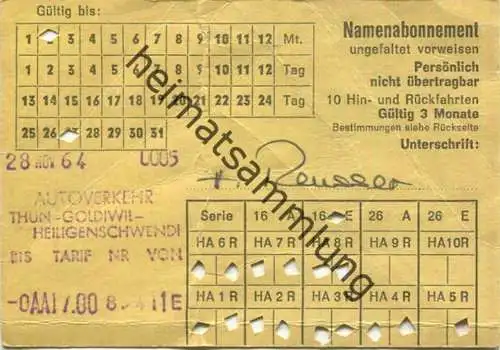 Gültig bis:
1 2 3 4 5 6 7 8 9 10 11 12 Mt.
1 2 3 4 5 6 7 8 9 10 11 12 Tag
13 14 15 16 17 18 19 20 21 22 23 24 Tag
25 26 28 29 30 31
Namenabonnement
ungefaltet vorweisen
Persönlich
nicht übertragbar
10 Hin- und Rückfahrten
Gültig 3 Monate
Bestimmungen siehe Rückseite
Unterschrift:
28 NOV 64 U005
AUTOVERKEHR
THUN-GOLDIWIL-
HEILIGENSCHWENDI
BIS TARIF NR VON
Serie 16 A 16 E 26 A 26 E
HA 6 R HA 7 R HA 8 R HA 9 R HA 10 R
HA 1 R HA 2 R HA 3 R HA 4 R HA 5 R
heimatsammlung